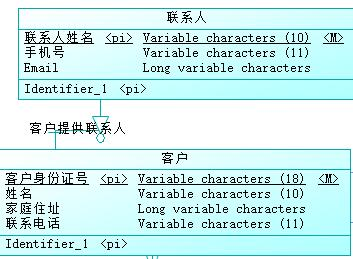 联系人
联系人姓名 <pi> Variable characters (10) <M>
手机号 Variable characters (11)
Email Long variable characters
Identifier_1 <pi>
客户提供联系人
客户
客户身份证号 <pi> Variable characters (18) <M>
姓名 Variable characters (10)
家庭住址 Long variable characters
联系电话 Variable characters (11)
Identifier_1 <pi>